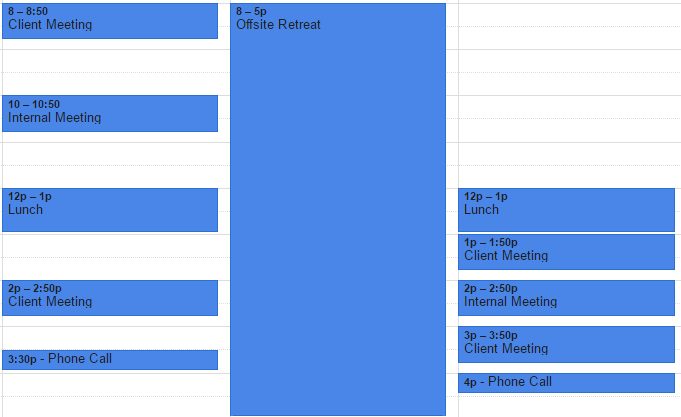 8 – 8:50
Client Meeting
10 – 10:50
Internal Meeting
12p – 1p
Lunch
2p – 2:50p
Client Meeting
3:30p - Phone Call
8 – 5p
Offsite Retreat
12p – 1p
Lunch
1p – 1:50p
Client Meeting
2p – 2:50p
Internal Meeting
3p – 3:50p
Client Meeting
4p - Phone Call